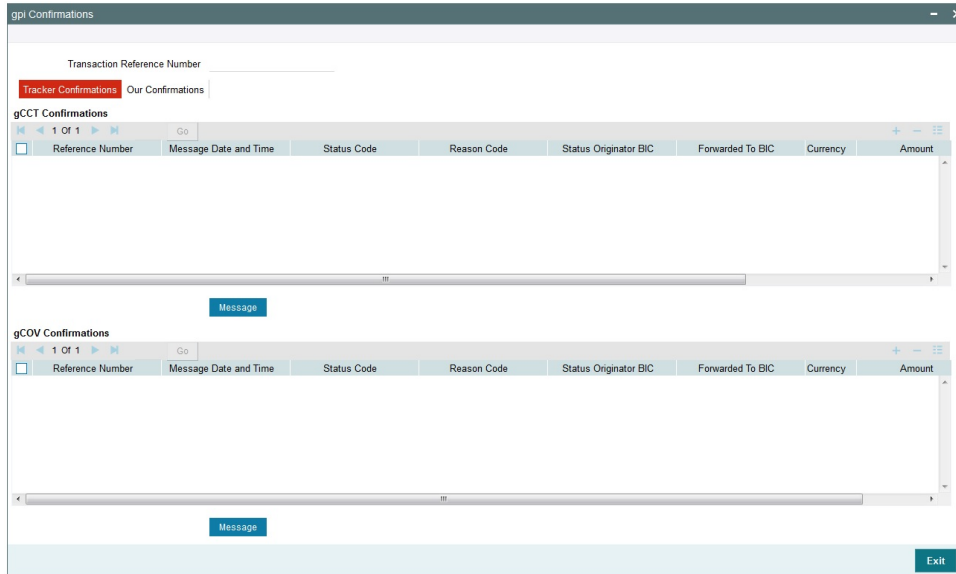 gpi Confirmations
Transaction Reference Number
Tracker Confirmations Our Confirmations
gCCT Confirmations
1 Of 1 Go
Reference Number Message Date and Time Status Code Reason Code Status Originator BIC Forwarded To BIC Currency Amount
Message
gCOV Confirmations
1 Of 1 Go
Reference Number Message Date and Time Status Code Reason Code Status Originator BIC Forwarded To BIC Currency Amount
Message
Exit